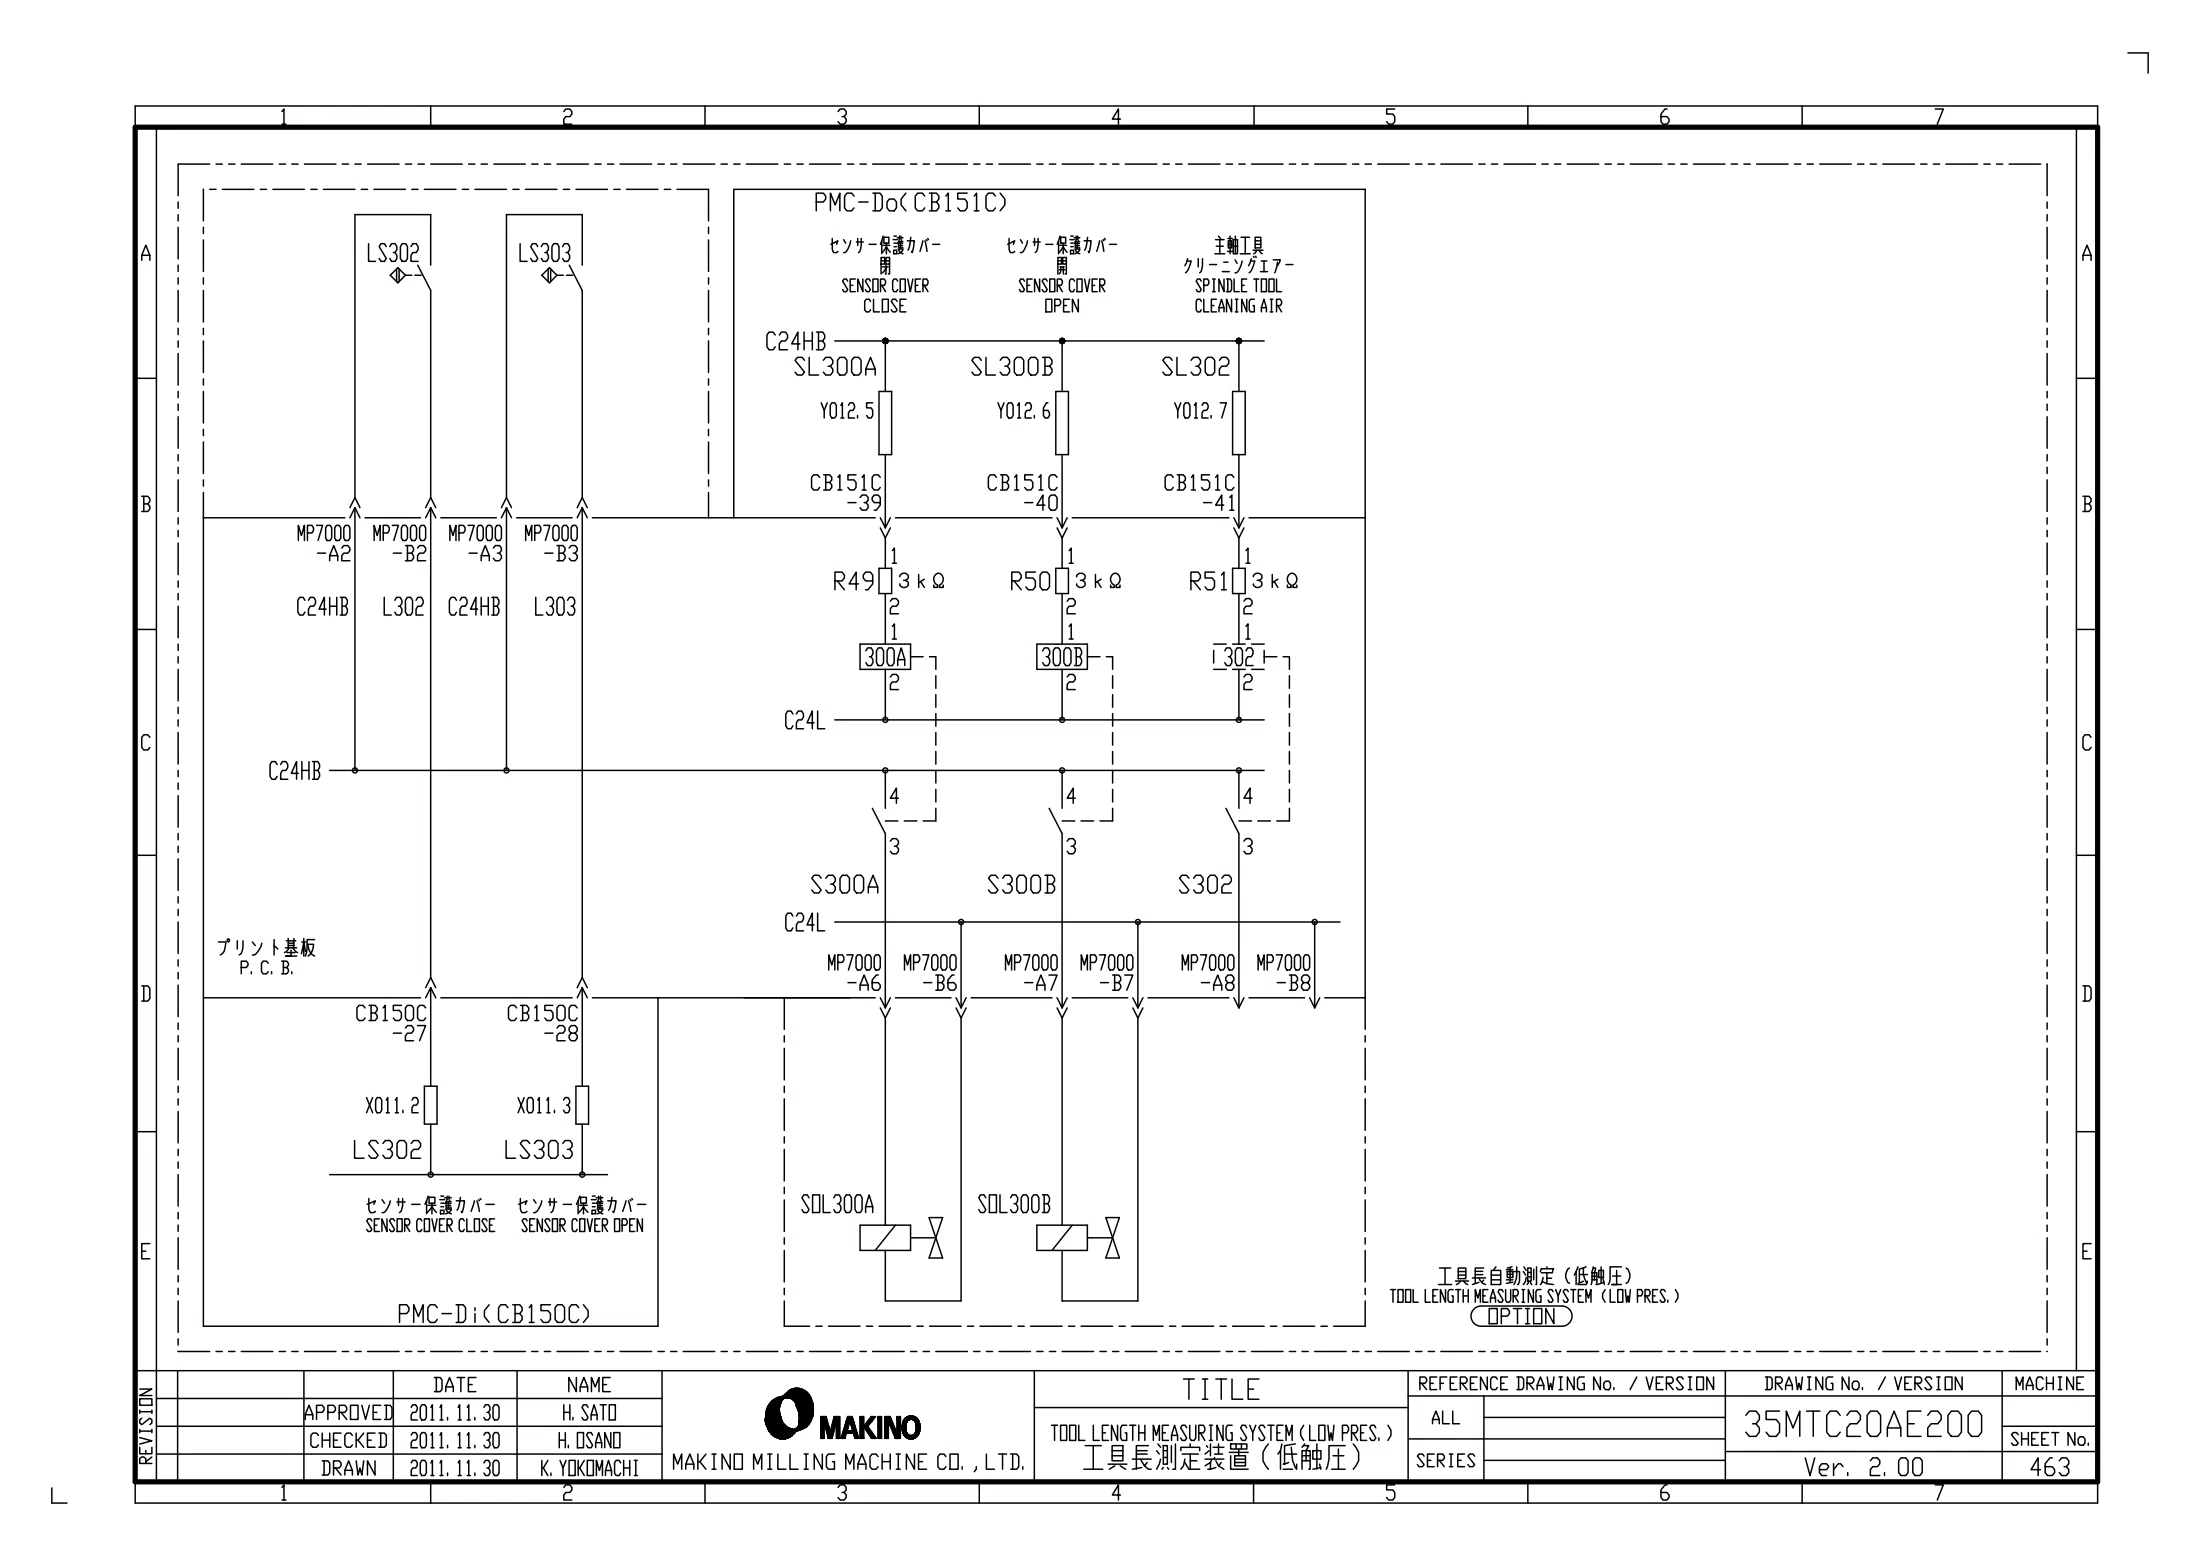 1 2 3 4 5 6 7
A A
B B
C C
D D
E E
LS302
LS303
PMC-Do(CB151C)
センサー保護カバー
閉
SENSOR COVER
CLOSE
センサー保護カバー
開
SENSOR COVER
OPEN
主軸工具
クリーニングエアー
SPINDLE TOOL
CLEANING AIR
C24HB
SL300A SL300B SL302
Y012.5 Y012.6 Y012.7
CB151C CB151C CB151C
-39 -40 -41
MP7000 MP7000 MP7000 MP7000
-A2 -B2 -A3 -B3
C24HB L302 C24HB L303
1 1 1
R49 3kΩ R50 3kΩ R51 3kΩ
2 2 2
1 1 1
300A 300B 302
2 2 2
C24L
C24HB
4 4 4
3 3 3
S300A S300B S302
C24L
プリント基板
P.C.B.
MP7000 MP7000 MP7000 MP7000 MP7000 MP7000
-A6 -B6 -A7 -B7 -A8 -B8
CB150C CB150C
-27 -28
X011.2 X011.3
LS302 LS303
センサー保護カバー センサー保護カバー
SENSOR COVER CLOSE SENSOR COVER OPEN
SOL300A SOL300B
PMC-Di(CB150C)
工具長自動測定(低触圧)
TOOL LENGTH MEASURING SYSTEM (LOW PRES.)
OPTION
REVISION
DATE NAME
APPROVED 2011.11.30 H.SATO
CHECKED 2011.11.30 H.OSANO
DRAWN 2011.11.30 K.YOKOMACHI
MAKINO
MAKINO MILLING MACHINE CO.,LTD.
TITLE
TOOL LENGTH MEASURING SYSTEM(LOW PRES.)
工具長測定装置(低触圧)
REFERENCE DRAWING No. / VERSION
ALL
SERIES
DRAWING No. / VERSION
35MTC20AE200
Ver. 2.00
MACHINE
SHEET No.
463
1 2 3 4 5 6 7